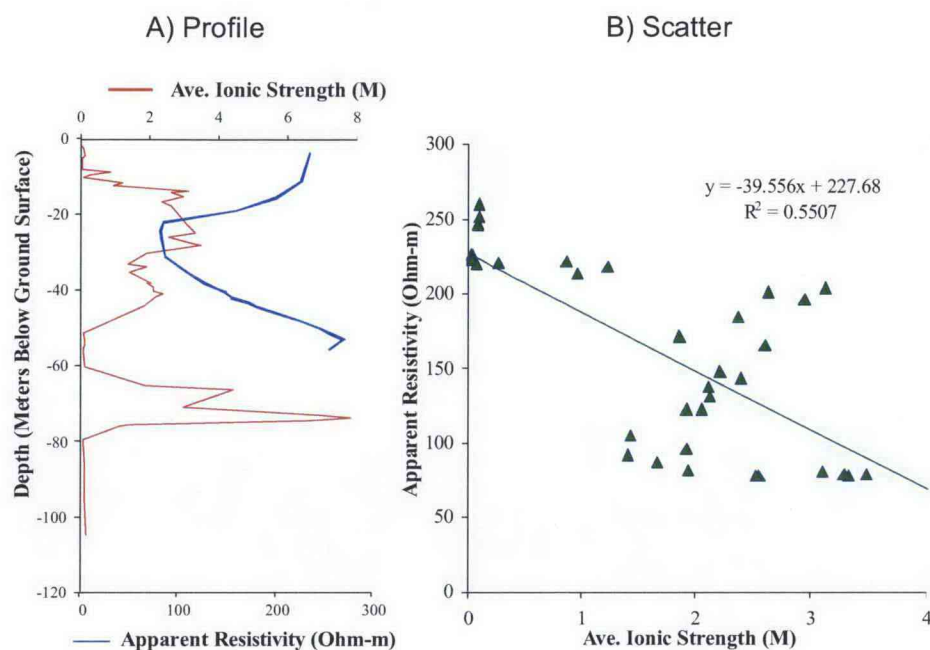 A) Profile
B) Scatter
Ave. Ionic Strength (M)
0 2 4 6 8
0
-20
-40
-60
-80
-100
-120
Depth (Meters Below Ground Surface)
0 100 200 300
Apparent Resistivity (Ohm-m)
300
250
200
150
100
50
0
Apparent Resistivity (Ohm-m)
y = -39.556x + 227.68
R² = 0.5507
0 1 2 3 4
Ave. Ionic Strength (M)